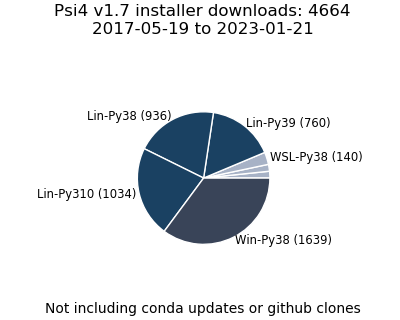 Psi4 v1.7 installer downloads: 4664
2017-05-19 to 2023-01-21
Lin-Py38 (936)
Lin-Py39 (760)
WSL-Py38 (140)
Lin-Py310 (1034)
Win-Py38 (1639)
Not including conda updates or github clones